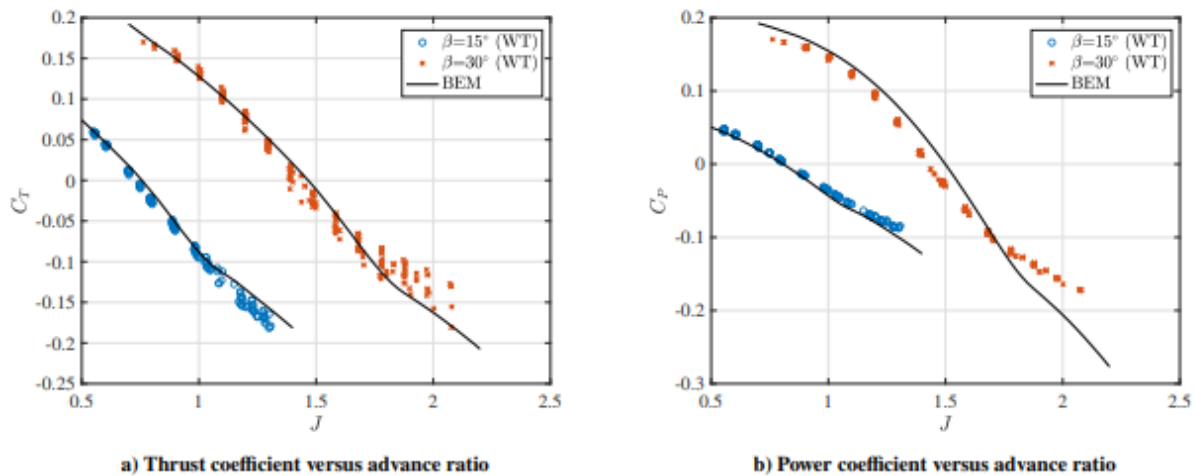 0.2
0.15
0.1
0.05
0
-0.05
-0.1
-0.15
-0.2
-0.25
C_T
0.5 1 1.5 2 2.5
J
β=15° (WT)
β=30° (WT)
BEM
a) Thrust coefficient versus advance ratio
0.2
0.1
0
-0.1
-0.2
-0.3
C_P
0.5 1 1.5 2 2.5
J
β=15° (WT)
β=30° (WT)
BEM
b) Power coefficient versus advance ratio